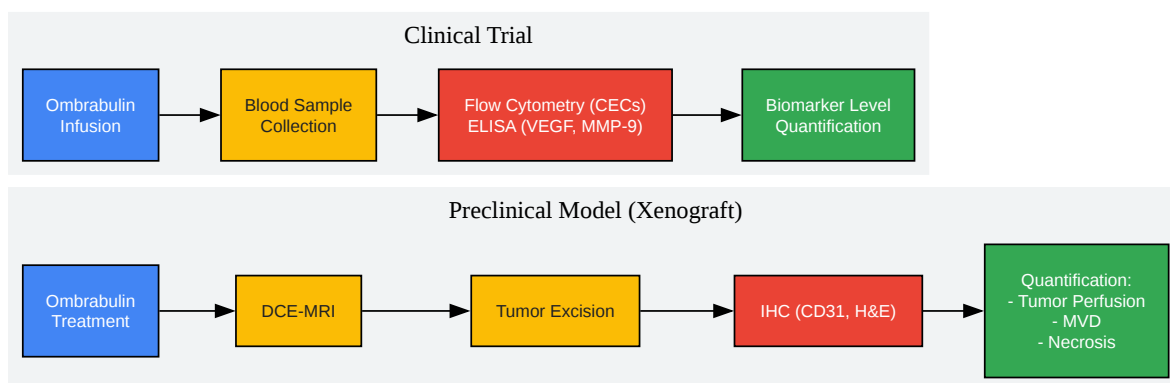 Clinical Trial
Ombrabulin
Infusion
Blood Sample
Collection
Flow Cytometry (CECs)
ELISA (VEGF, MMP-9)
Biomarker Level
Quantification
Preclinical Model (Xenograft)
Ombrabulin
Treatment
DCE-MRI
Tumor Excision
IHC (CD31, H&E)
Quantification:
- Tumor Perfusion
- MVD
- Necrosis